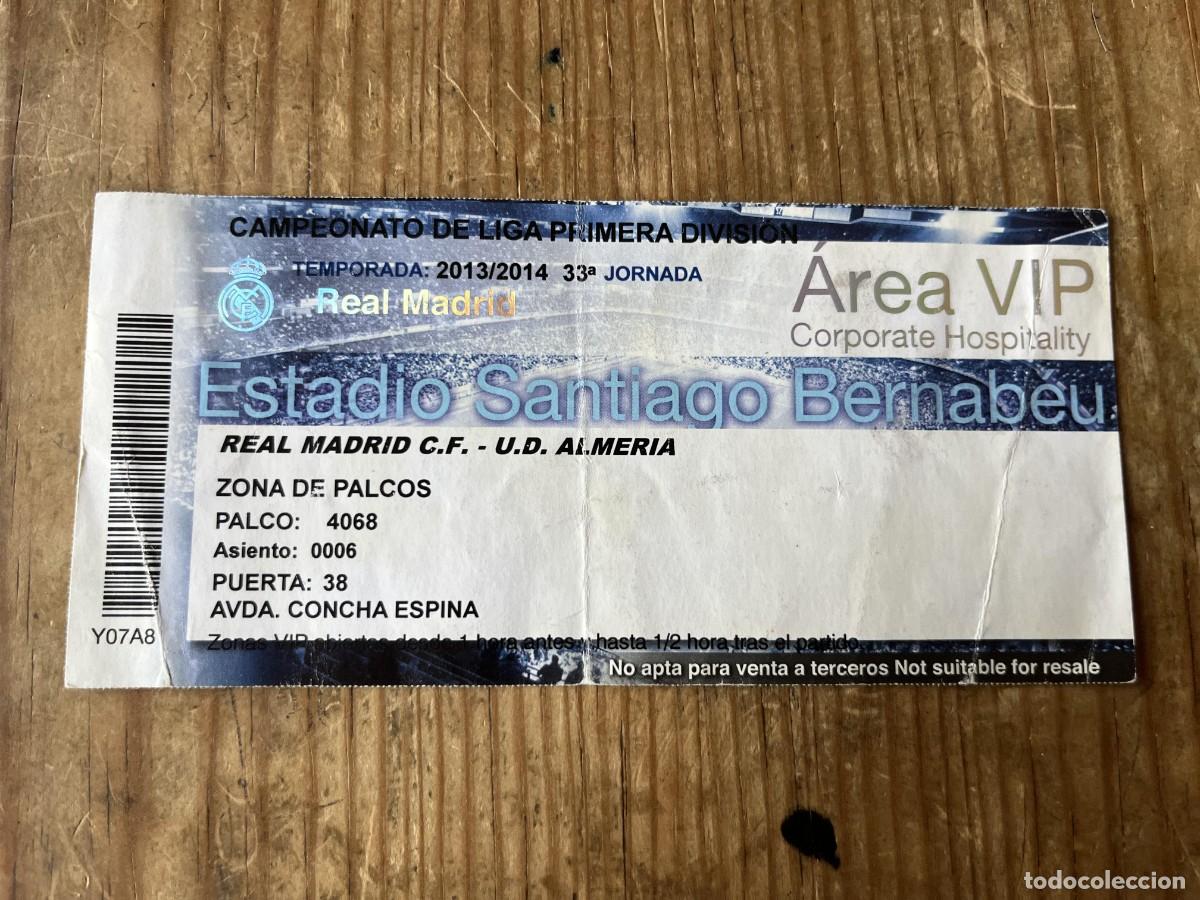 CAMPEONATO DE LIGA PRIMERA DIVISIÓN
TEMPORADA: 2013/2014 33ª JORNADA
Real Madrid
Área VIP
Corporate Hospitality
Estadio Santiago Bernabéu
REAL MADRID C.F. - U.D. ALMERIA
ZONA DE PALCOS
PALCO: 4068
Asiento: 0006
PUERTA: 38
AVDA. CONCHA ESPINA
Zonas VIP abiertas desde 1 hora antes y hasta 1/2 hora tras el partido.
No apta para venta a terceros Not suitable for resale
Y07A8
todocoleccion